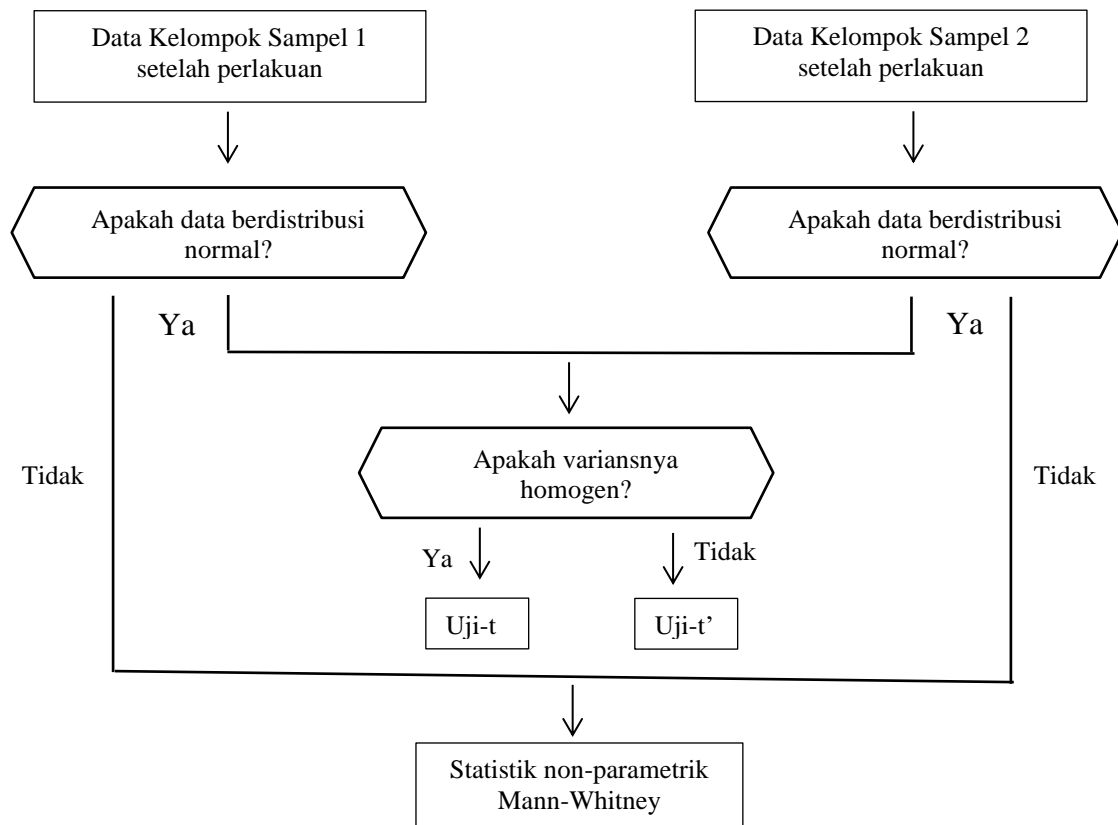 Data Kelompok Sampel 1
setelah perlakuan
Data Kelompok Sampel 2
setelah perlakuan
Apakah data berdistribusi
normal?
Apakah data berdistribusi
normal?
Ya
Ya
Tidak
Apakah variansnya
homogen?
Tidak
Ya
Tidak
Uji-t
Uji-t’
Statistik non-parametrik
Mann-Whitney